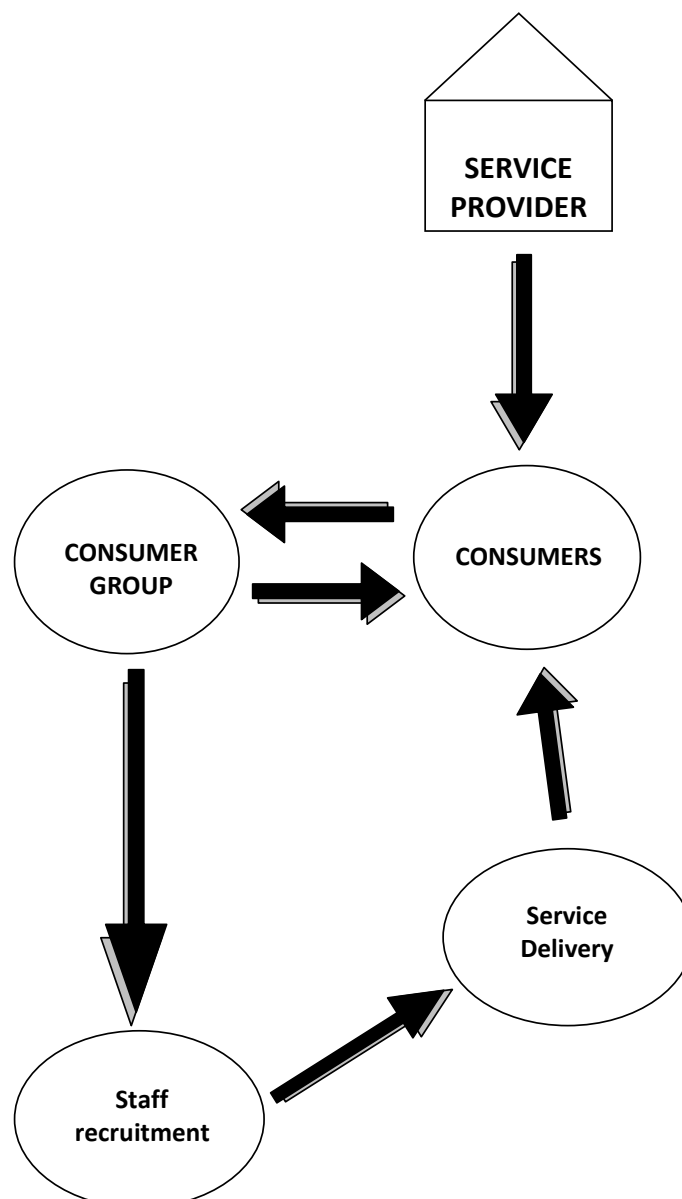 SERVICE
PROVIDER
CONSUMER
GROUP
CONSUMERS
Service
Delivery
Staff
recruitment